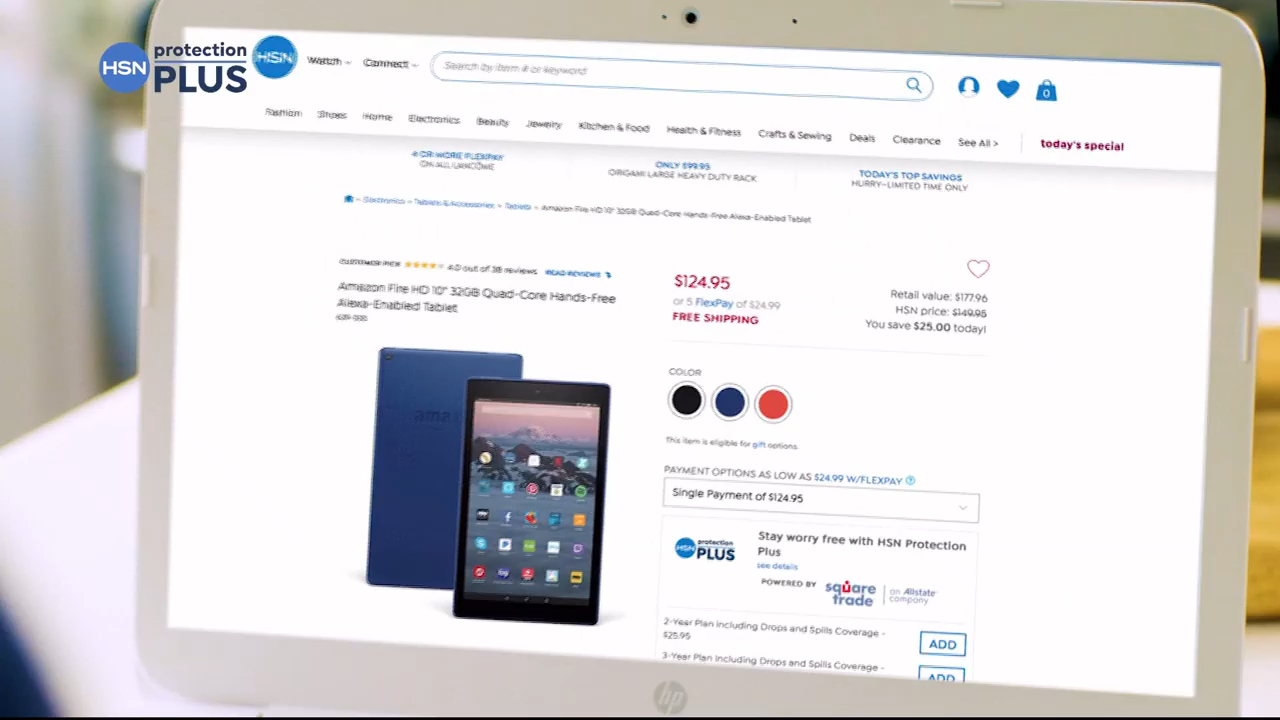 HSN protection PLUS
HSN Watch Connect Search by item # or keyword 0
Fashion Shoes Home Electronics Beauty Jewelry Kitchen & Food Health & Fitness Crafts & Sewing Deals Clearance See All > today's special
4 OR MORE FLEXPAY
ON ALL LANCÔME
ONLY $99.95
ORIGAMI LARGE HEAVY DUTY RACK
TODAY'S TOP SAVINGS
HURRY–LIMITED TIME ONLY
Electronics > Tablets & Accessories > Tablets > Amazon Fire HD 10" 32GB Quad-Core Hands-Free Alexa-Enabled Tablet
CUSTOMER PICK 4.0 out of 38 reviews READ REVIEWS
Amazon Fire HD 10" 32GB Quad-Core Hands-Free
Alexa-Enabled Tablet
$124.95
or 5 FlexPay of $24.99
FREE SHIPPING
Retail value: $177.96
HSN price: $149.95
You save $25.00 today!
COLOR
This item is eligible for gift options.
PAYMENT OPTIONS AS LOW AS $24.99 W/FLEXPAY ?
Single Payment of $124.95
HSN protection PLUS
Stay worry free with HSN Protection
Plus
see details
POWERED BY square trade an Allstate company
2-Year Plan Including Drops and Spills Coverage -
$25.95
ADD
3-Year Plan Including Drops and Spills Coverage -
ADD
amaz
hp